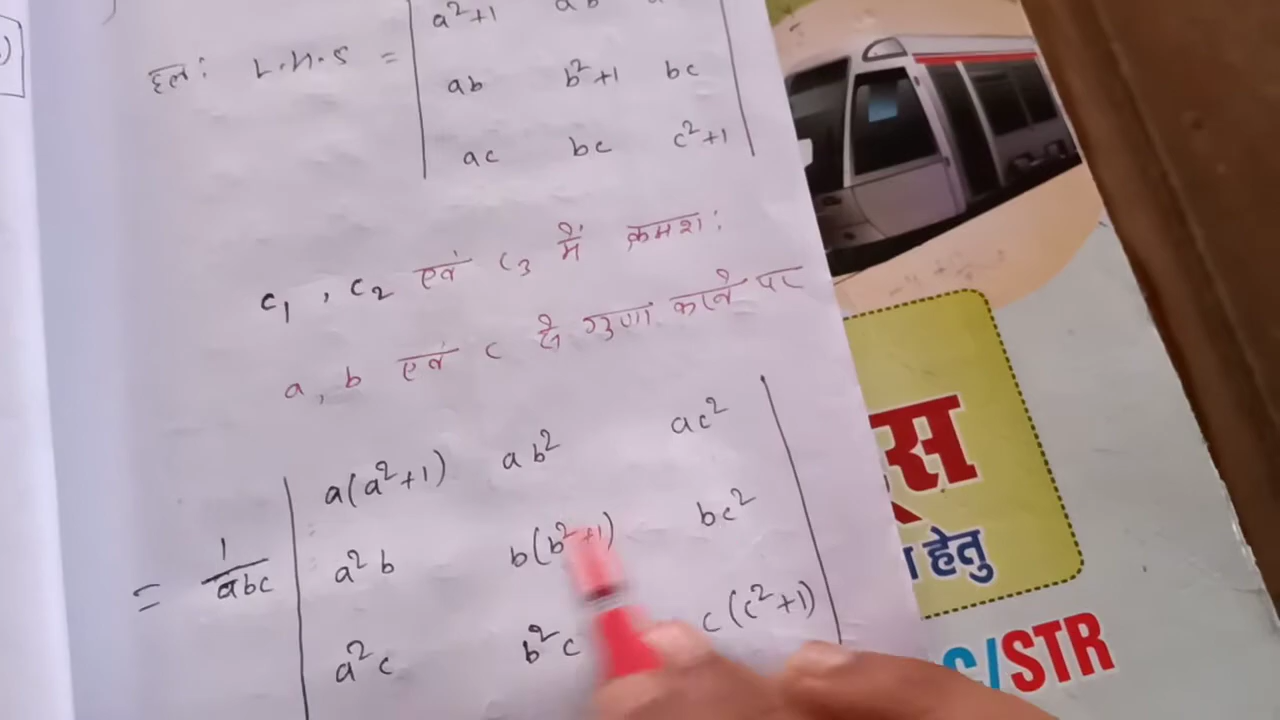 a²+1 ab
हल: L.H.S = ab b²+1 bc
ac bc c²+1
c₁, c₂ एवं c₃ में क्रमश:
a, b एवं c से गुणा करने पर
a(a²+1) ab² ac²
= 1/abc a²b b(b²+1) bc²
a²c b²c c(c²+1)
हेतु
C/STR